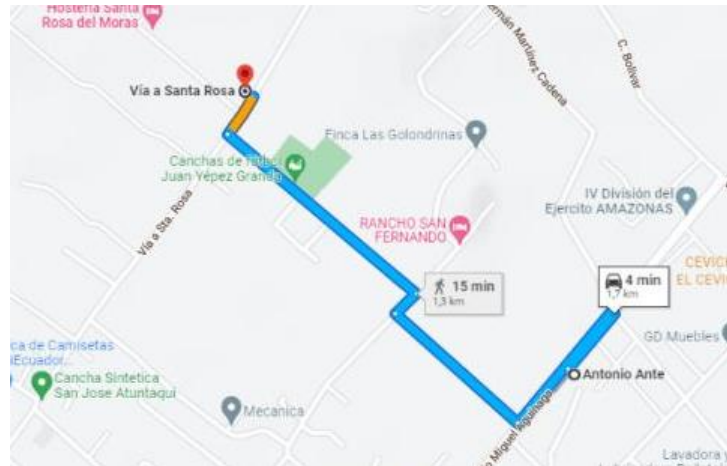 Hostería Santa
Rosa del Moras
Vía a Santa Rosa
Germán Martínez Cadena
C. Bolívar
Finca Las Golondrinas
Canchas de fútbol
Juan Yépez Granda
IV División del
Ejercito AMAZONAS
Vía a Sta. Rosa
RANCHO SAN
FERNANDO
15 min
1,3 km
4 min
1,7 km
CEVIC
EL CEVIC
GD Muebles
ca de Camisetas
Ecuador...
Cancha Sintetica
San Jose Atuntaqui
Antonio Ante
Mecanica
Miguel Aguinaga
Lavadora